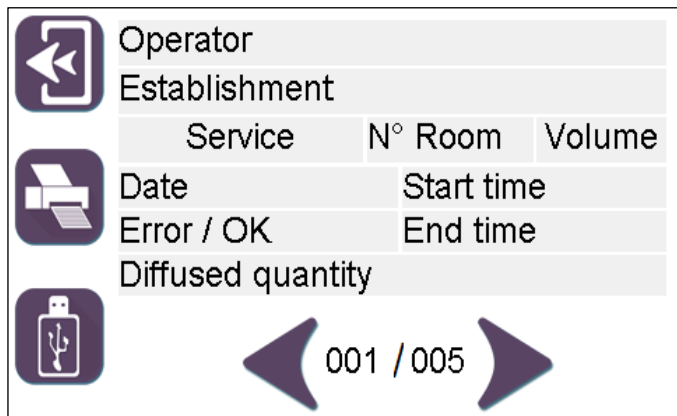 Operator
Establishment
Service N° Room Volume
Date Start time
Error / OK End time
Diffused quantity
001 / 005